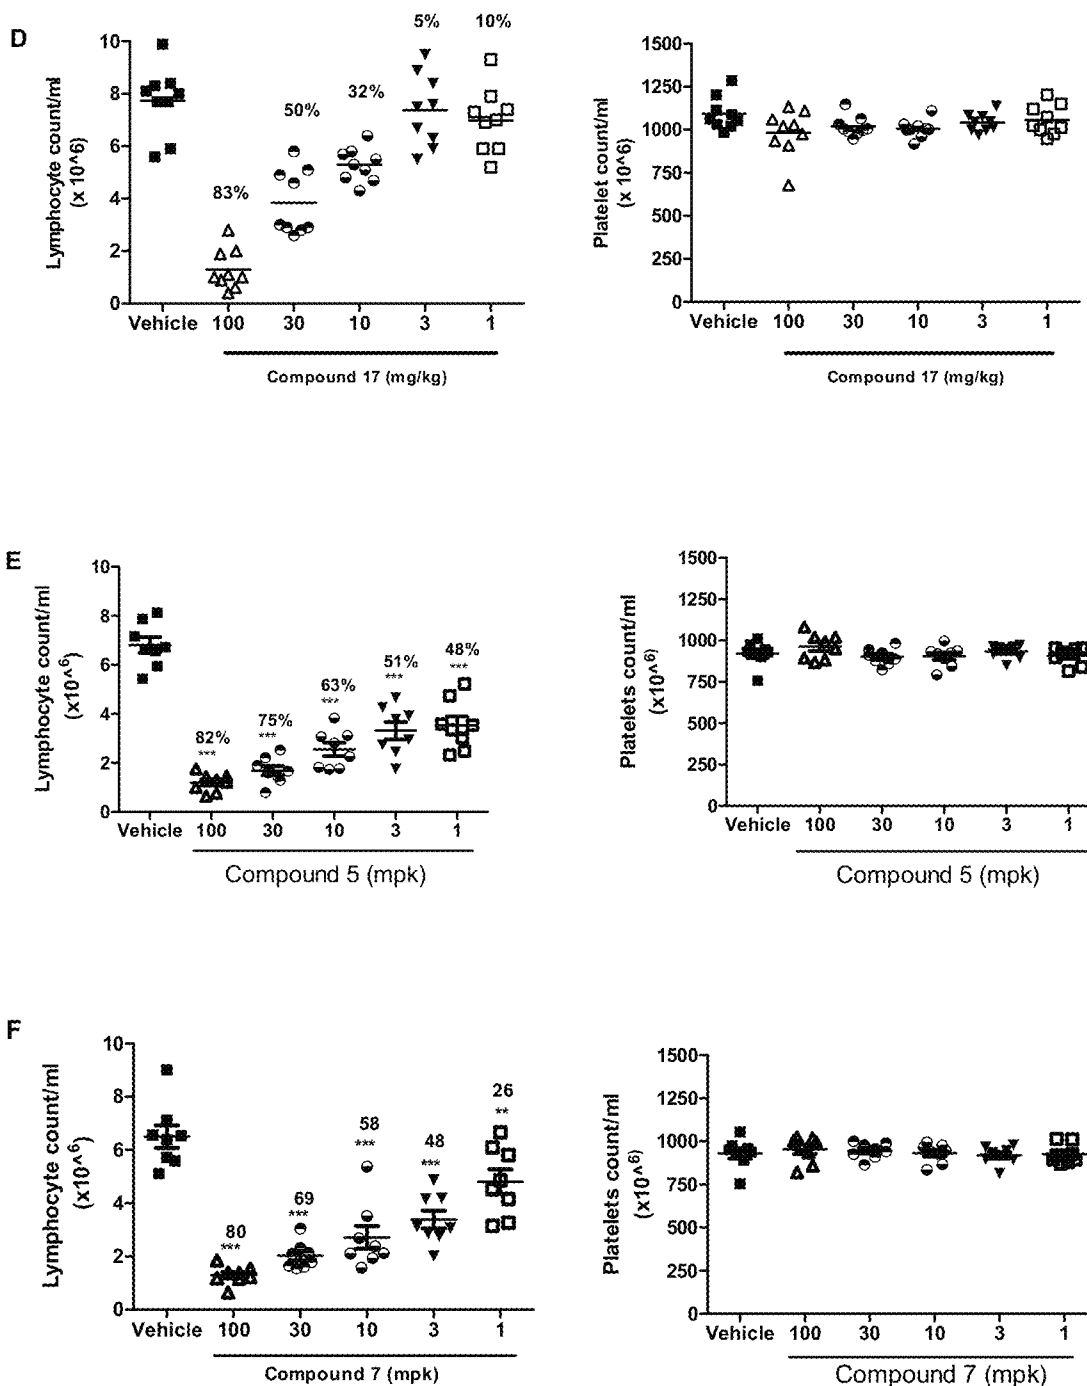 D
Lymphocyte count/ml
(x 10^6)
10
8
6
4
2
0
83%
50%
32%
5%
10%
Vehicle 100 30 10 3 1
Compound 17 (mg/kg)
Platelet count/ml
(x 10^6)
1500
1250
1000
750
500
250
0
Vehicle 100 30 10 3 1
Compound 17 (mg/kg)
E
Lymphocyte count/ml
(x10^6)
10
8
6
4
2
0
82%
***
75%
***
63%
***
51%
***
48%
***
Vehicle 100 30 10 3 1
Compound 5 (mpk)
Platelets count/ml
(x10^6)
1500
1250
1000
750
500
250
0
Vehicle 100 30 10 3 1
Compound 5 (mpk)
F
Lymphocyte count/ml
(x10^6)
10
8
6
4
2
0
80
***
69
***
58
***
48
***
26
**
Vehicle 100 30 10 3 1
Compound 7 (mpk)
Platelets count/ml
(x10^6)
1500
1250
1000
750
500
250
0
Vehicle 100 30 10 3 1
Compound 7 (mpk)